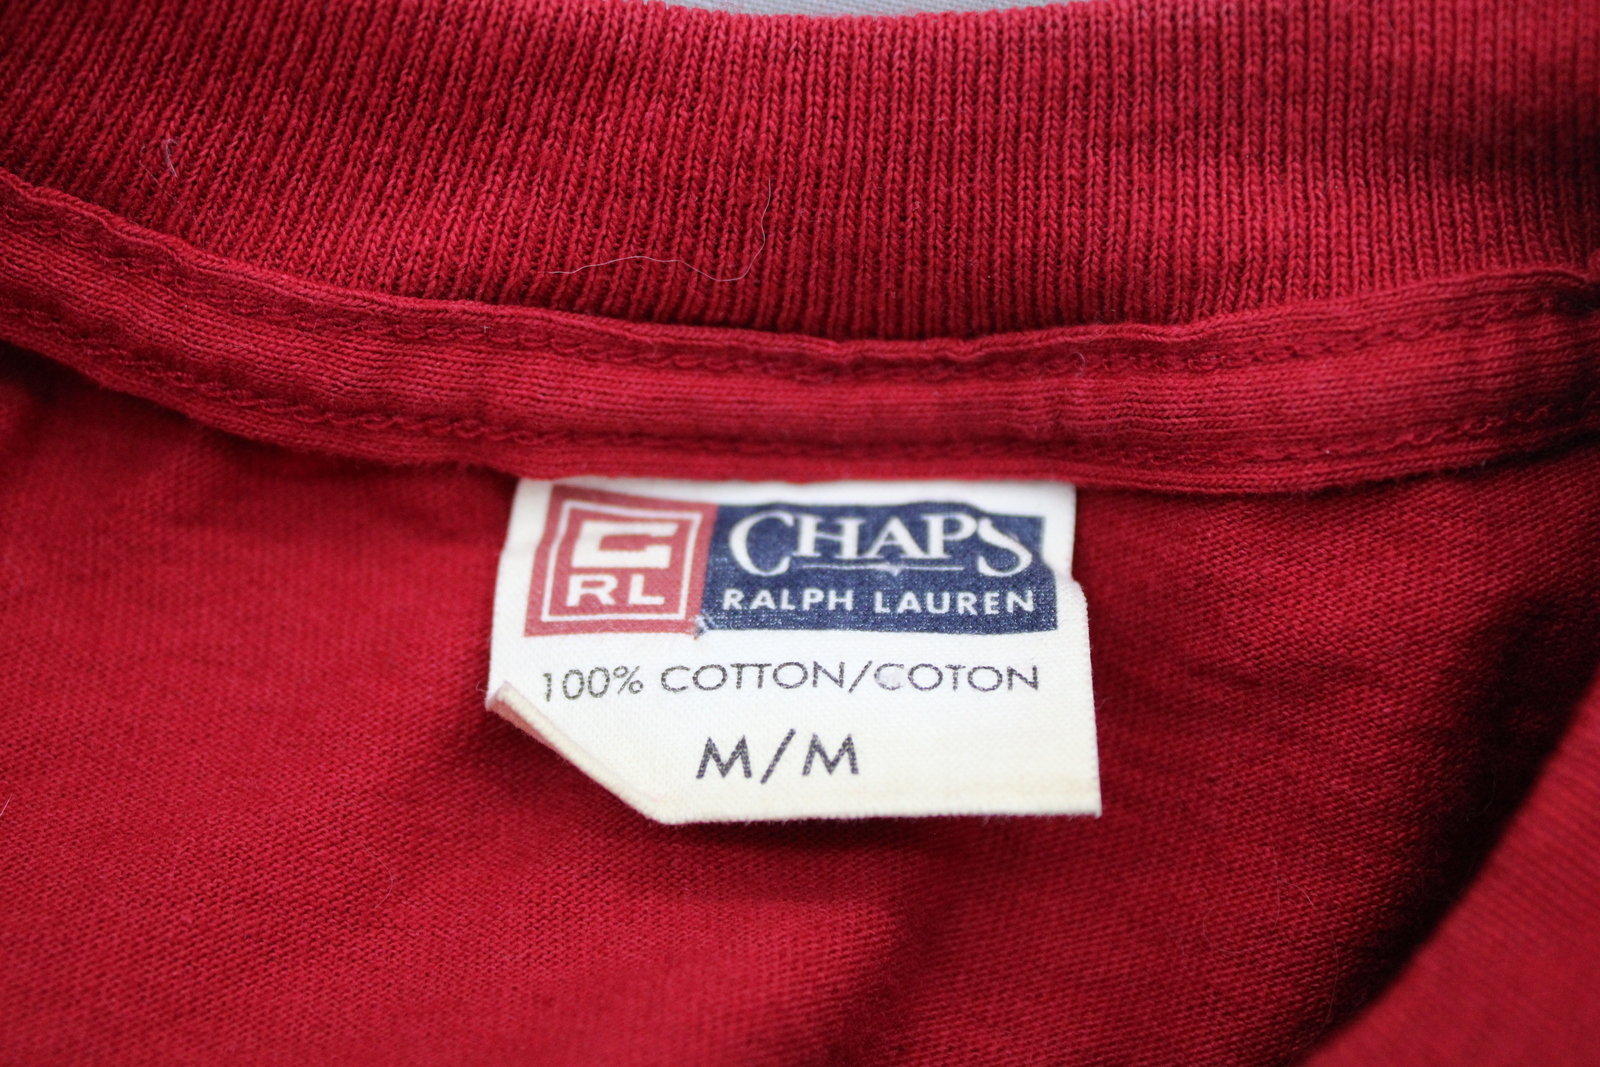 C
RL
CHAPS
RALPH LAUREN
100% COTTON/COTON
M/M